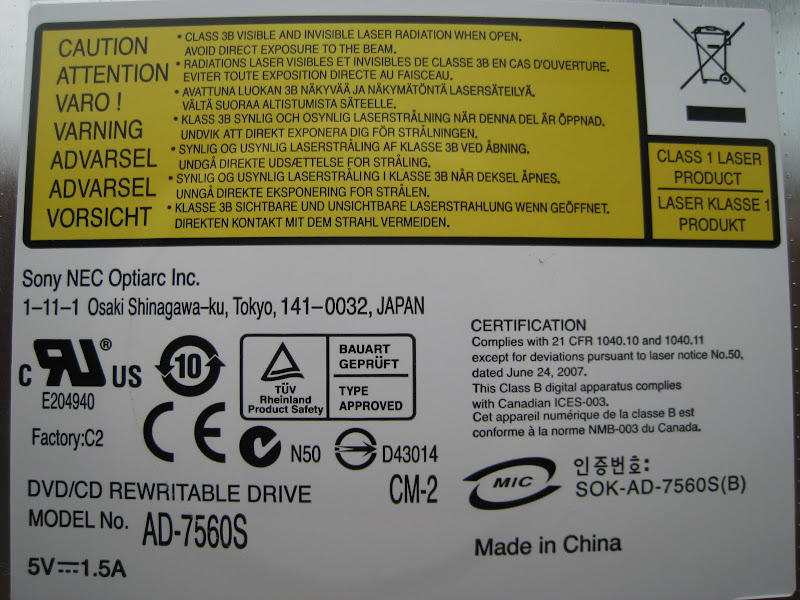 CAUTION
• CLASS 3B VISIBLE AND INVISIBLE LASER RADIATION WHEN OPEN.
AVOID DIRECT EXPOSURE TO THE BEAM.
ATTENTION
• RADIATIONS LASER VISIBLES ET INVISIBLES DE CLASSE 3B EN CAS D'OUVERTURE.
EVITER TOUTE EXPOSITION DIRECTE AU FAISCEAU.
VARO !
• AVATTUNA LUOKAN 3B NÄKYVÄÄ JA NÄKYMÄTÖNTÄ LASERSÄTEILYÄ.
VÄLTÄ SUORAA ALTISTUMISTA SÄTEELLE.
VARNING
• KLASS 3B SYNLIG OCH OSYNLIG LASERSTRÅLNING NÄR DENNA DEL ÄR ÖPPNAD.
UNDVIK ATT DIREKT EXPONERA DIG FÖR STRÅLNINGEN.
ADVARSEL
• SYNLIG OG USYNLIG LASERSTRÅLING AF KLASSE 3B VED ÅBNING.
UNDGÅ DIREKTE UDSÆTTELSE FOR STRÅLING.
ADVARSEL
• SYNLIG OG USYNLIG LASERSTRÅLING I KLASSE 3B NÅR DEKSEL ÅPNES.
UNNGÅ DIREKTE EKSPONERING FOR STRÅLEN.
VORSICHT
• KLASSE 3B SICHTBARE UND UNSICHTBARE LASERSTRAHLUNG WENN GEÖFFNET.
DIREKTEN KONTAKT MIT DEM STRAHL VERMEIDEN.
CLASS 1 LASER
PRODUCT
LASER KLASSE 1
PRODUKT
Sony NEC Optiarc Inc.
1-11-1 Osaki Shinagawa-ku, Tokyo, 141-0032, JAPAN
C RU ® US
E204940
10
TÜV
Rheinland
Product Safety
BAUART
GEPRÜFT
TYPE
APPROVED
Factory:C2
CE
N50
D43014
DVD/CD REWRITABLE DRIVE
CM-2
MODEL No. AD-7560S
5V⎓1.5A
CERTIFICATION
Complies with 21 CFR 1040.10 and 1040.11
except for deviations pursuant to laser notice No.50,
dated June 24, 2007.
This Class B digital apparatus complies
with Canadian ICES-003.
Cet appareil numérique de la classe B est
conforme à la norme NMB-003 du Canada.
MIC
인증번호:
SOK-AD-7560S(B)
Made in China